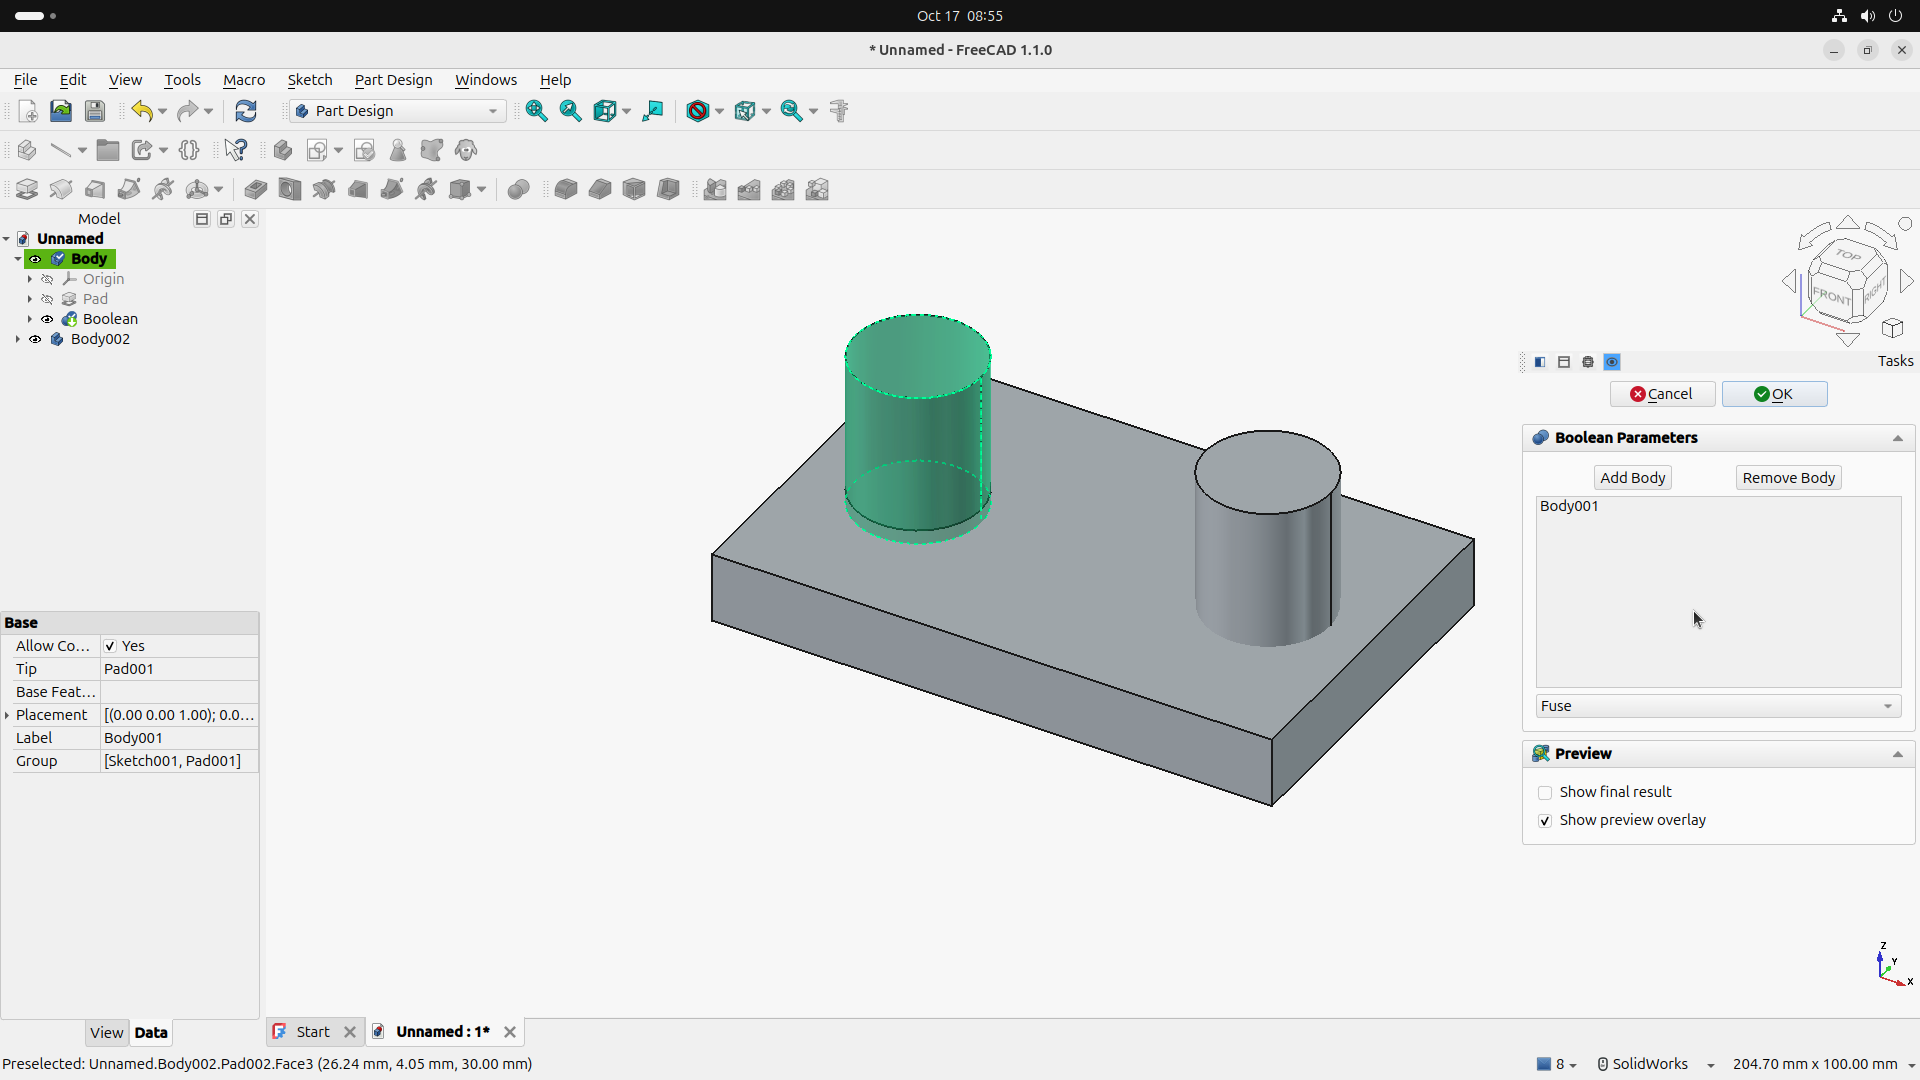 Oct 17 08:55
* Unnamed - FreeCAD 1.1.0
File Edit View Tools Macro Sketch Part Design Windows Help
Part Design
Model
Unnamed
Body
Origin
Pad
Boolean
Body002
TOP
FRONT
RIGHT
Tasks
Cancel
OK
Boolean Parameters
Add Body
Remove Body
Body001
Fuse
Preview
Show final result
Show preview overlay
Base
Allow Co... Yes
Tip Pad001
Base Feat...
Placement [(0.00 0.00 1.00); 0.0...
Label Body001
Group [Sketch001, Pad001]
Z
Y
X
View Data
Start
Unnamed : 1*
Preselected: Unnamed.Body002.Pad002.Face3 (26.24 mm, 4.05 mm, 30.00 mm)
8
SolidWorks
204.70 mm x 100.00 mm